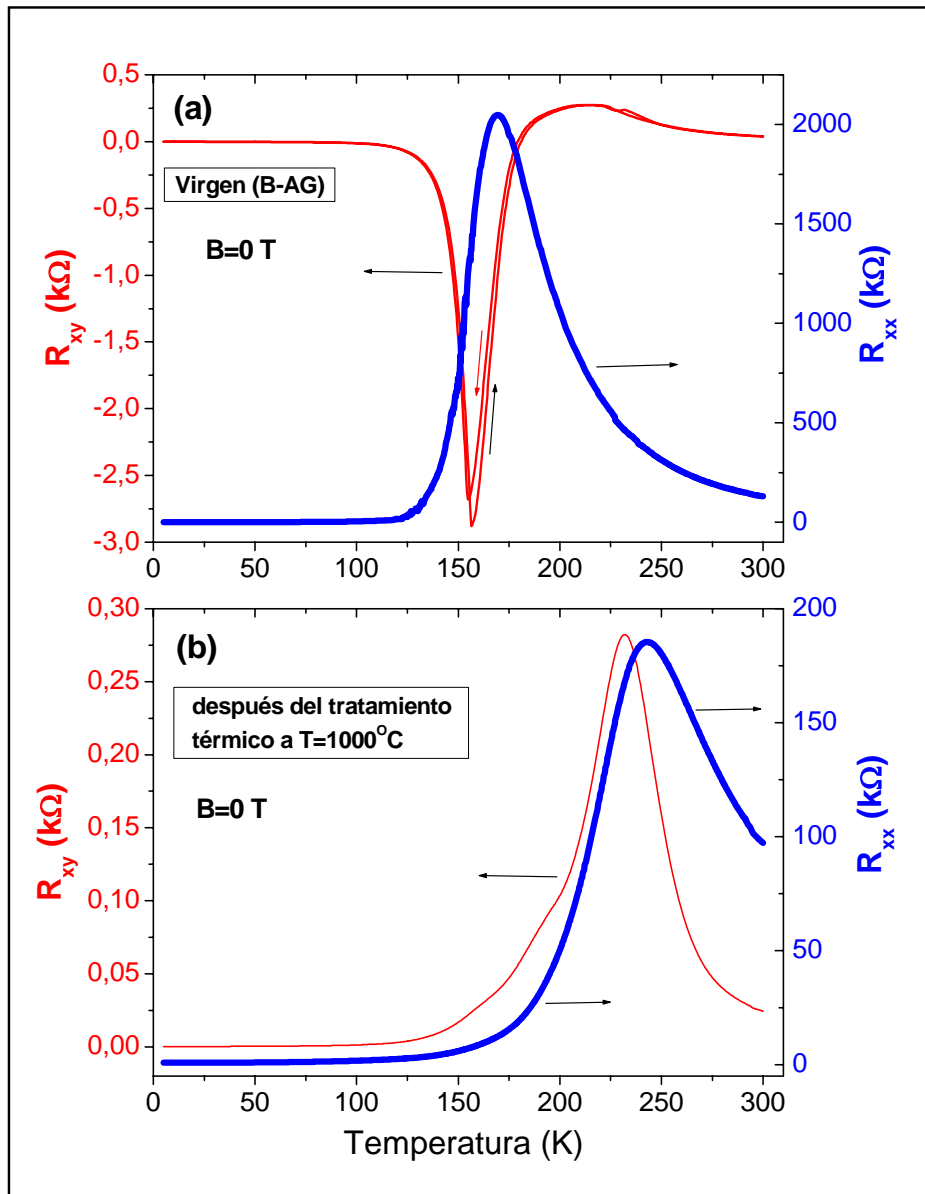 (a)
Virgen (B-AG)
B=0 T
R_xy (kΩ)
0,5
0,0
-0,5
-1,0
-1,5
-2,0
-2,5
-3,0
R_xx (kΩ)
2000
1500
1000
500
0
0 50 100 150 200 250 300
(b)
después del tratamiento
térmico a T=1000°C
B=0 T
R_xy (kΩ)
0,30
0,25
0,20
0,15
0,10
0,05
0,00
R_xx (kΩ)
200
150
100
50
0
0 50 100 150 200 250 300
Temperatura (K)